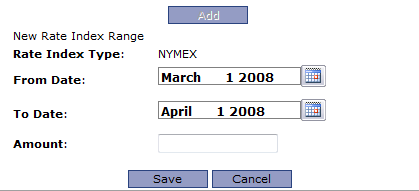 Add
New Rate Index Range
Rate Index Type: NYMEX
From Date: March 1 2008
To Date: April 1 2008
Amount:
Save Cancel